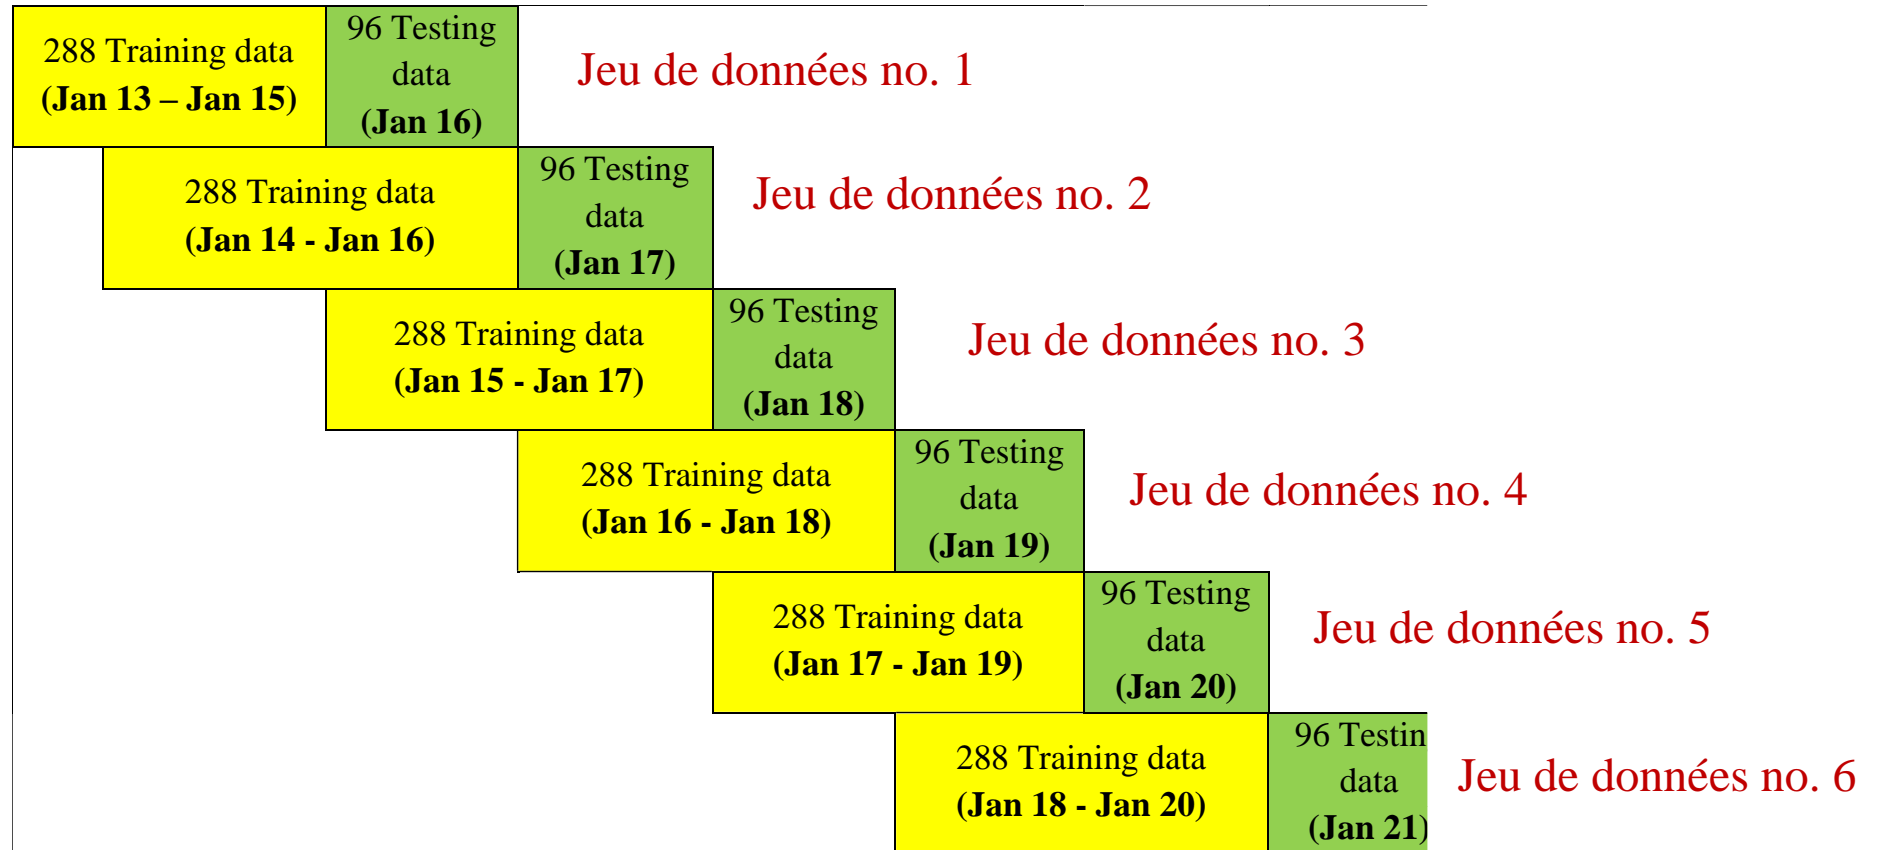 288 Training data
(Jan 13 – Jan 15)
96 Testing
data
(Jan 16)
Jeu de données no. 1
288 Training data
(Jan 14 - Jan 16)
96 Testing
data
(Jan 17)
Jeu de données no. 2
288 Training data
(Jan 15 - Jan 17)
96 Testing
data
(Jan 18)
Jeu de données no. 3
288 Training data
(Jan 16 - Jan 18)
96 Testing
data
(Jan 19)
Jeu de données no. 4
288 Training data
(Jan 17 - Jan 19)
96 Testing
data
(Jan 20)
Jeu de données no. 5
288 Training data
(Jan 18 - Jan 20)
96 Testin
data
(Jan 21)
Jeu de données no. 6